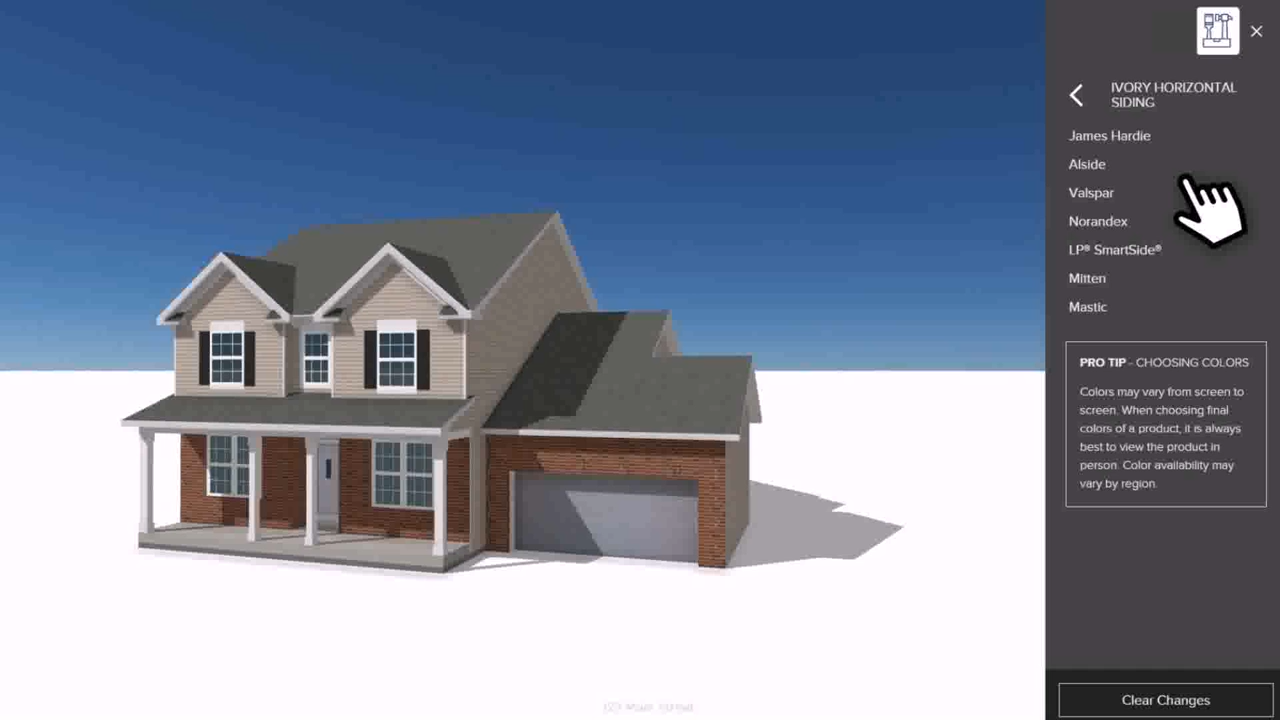 IVORY HORIZONTAL
SIDING
James Hardie
Alside
Valspar
Norandex
LP® SmartSide®
Mitten
Mastic
PRO TIP - CHOOSING COLORS
Colors may vary from screen to
screen. When choosing final
colors of a product, it is always
best to view the product in
person. Color availability may
vary by region.
Clear Changes